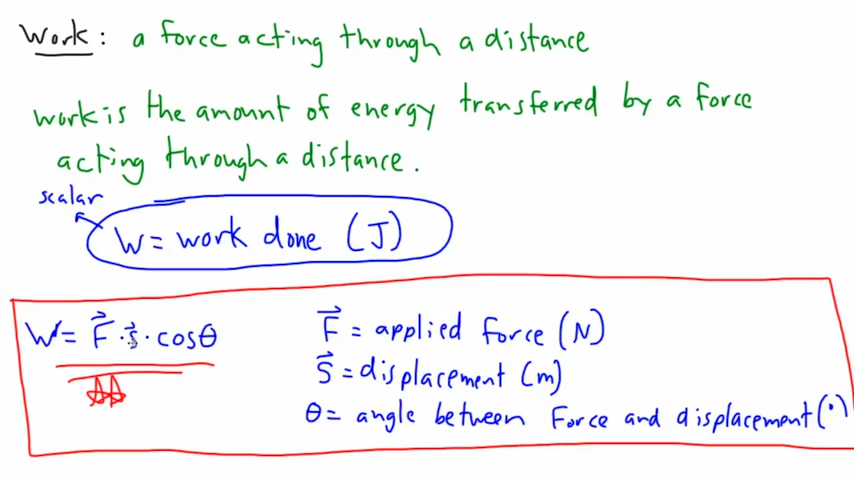 Work: a force acting through a distance
work is the amount of energy transferred by a force
acting through a distance.
scalar
W = work done (J)
W = F⃗ · s⃗ · cosθ
F⃗ = applied force (N)
S⃗ = displacement (m)
θ = angle between Force and displacement (°)